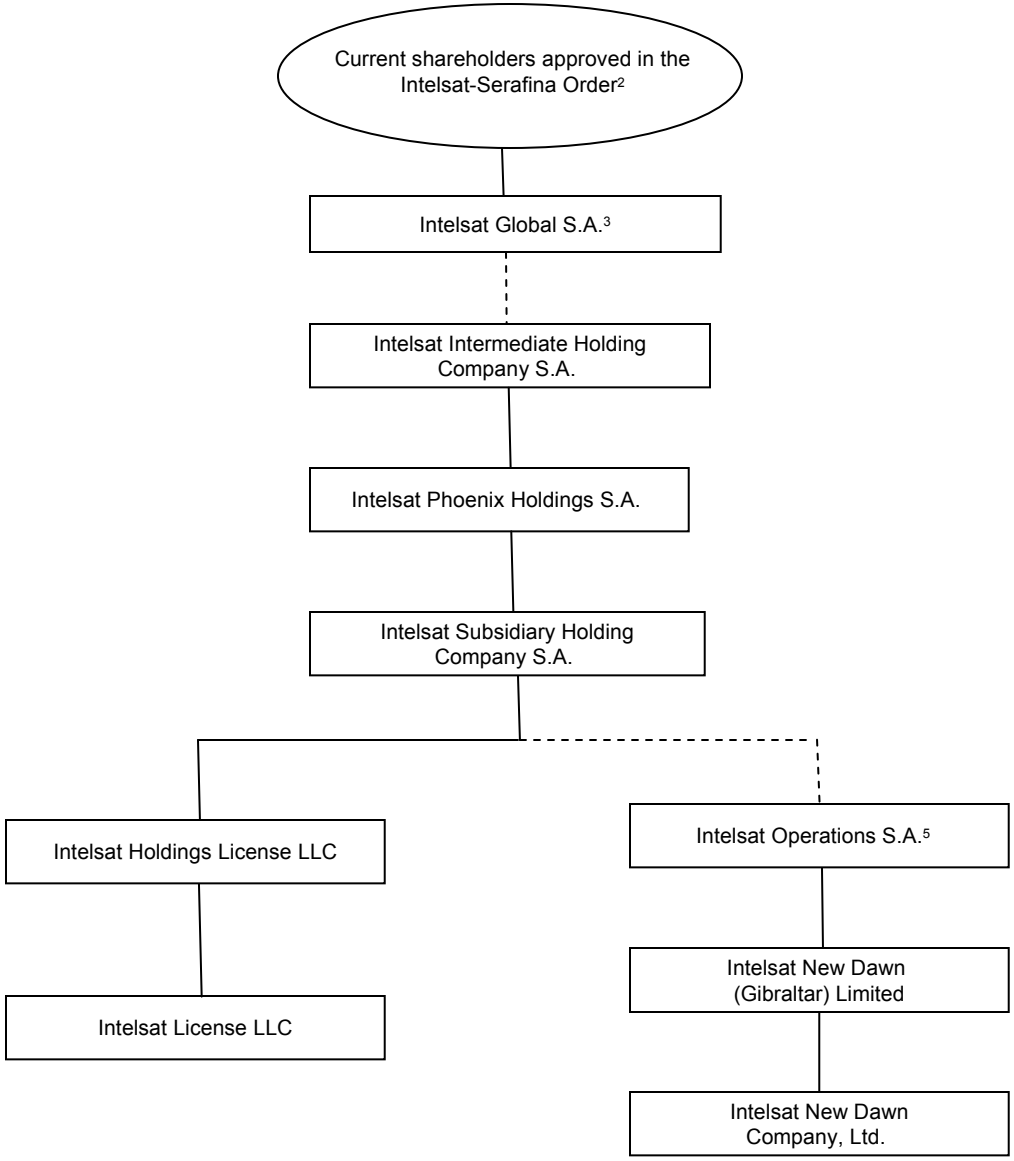 Current shareholders approved in the
Intelsat-Serafina Order²
Intelsat Global S.A.³
Intelsat Intermediate Holding
Company S.A.
Intelsat Phoenix Holdings S.A.
Intelsat Subsidiary Holding
Company S.A.
Intelsat Holdings License LLC
Intelsat License LLC
Intelsat Operations S.A.⁵
Intelsat New Dawn
(Gibraltar) Limited
Intelsat New Dawn
Company, Ltd.